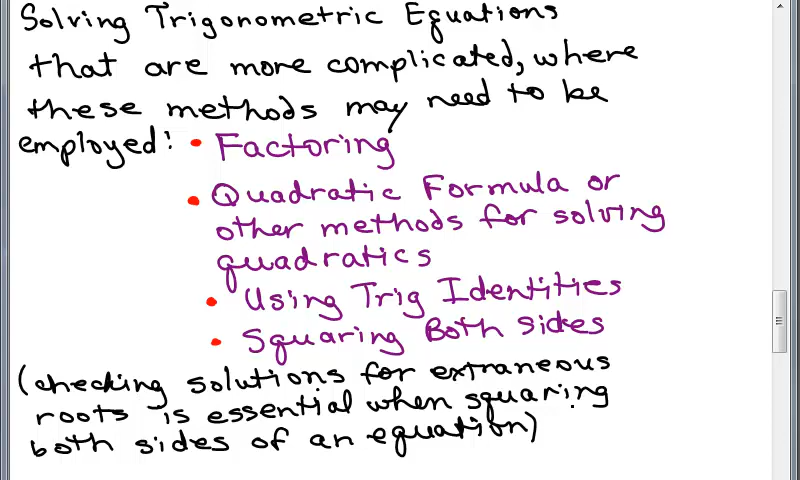 Solving Trigonometric Equations
that are more complicated, where
these methods may need to be
employed: • Factoring
• Quadratic Formula or
other methods for solving
quadratics
• Using Trig Identities
• Squaring Both Sides
(checking solutions for extraneous
roots is essential when squaring
both sides of an equation)